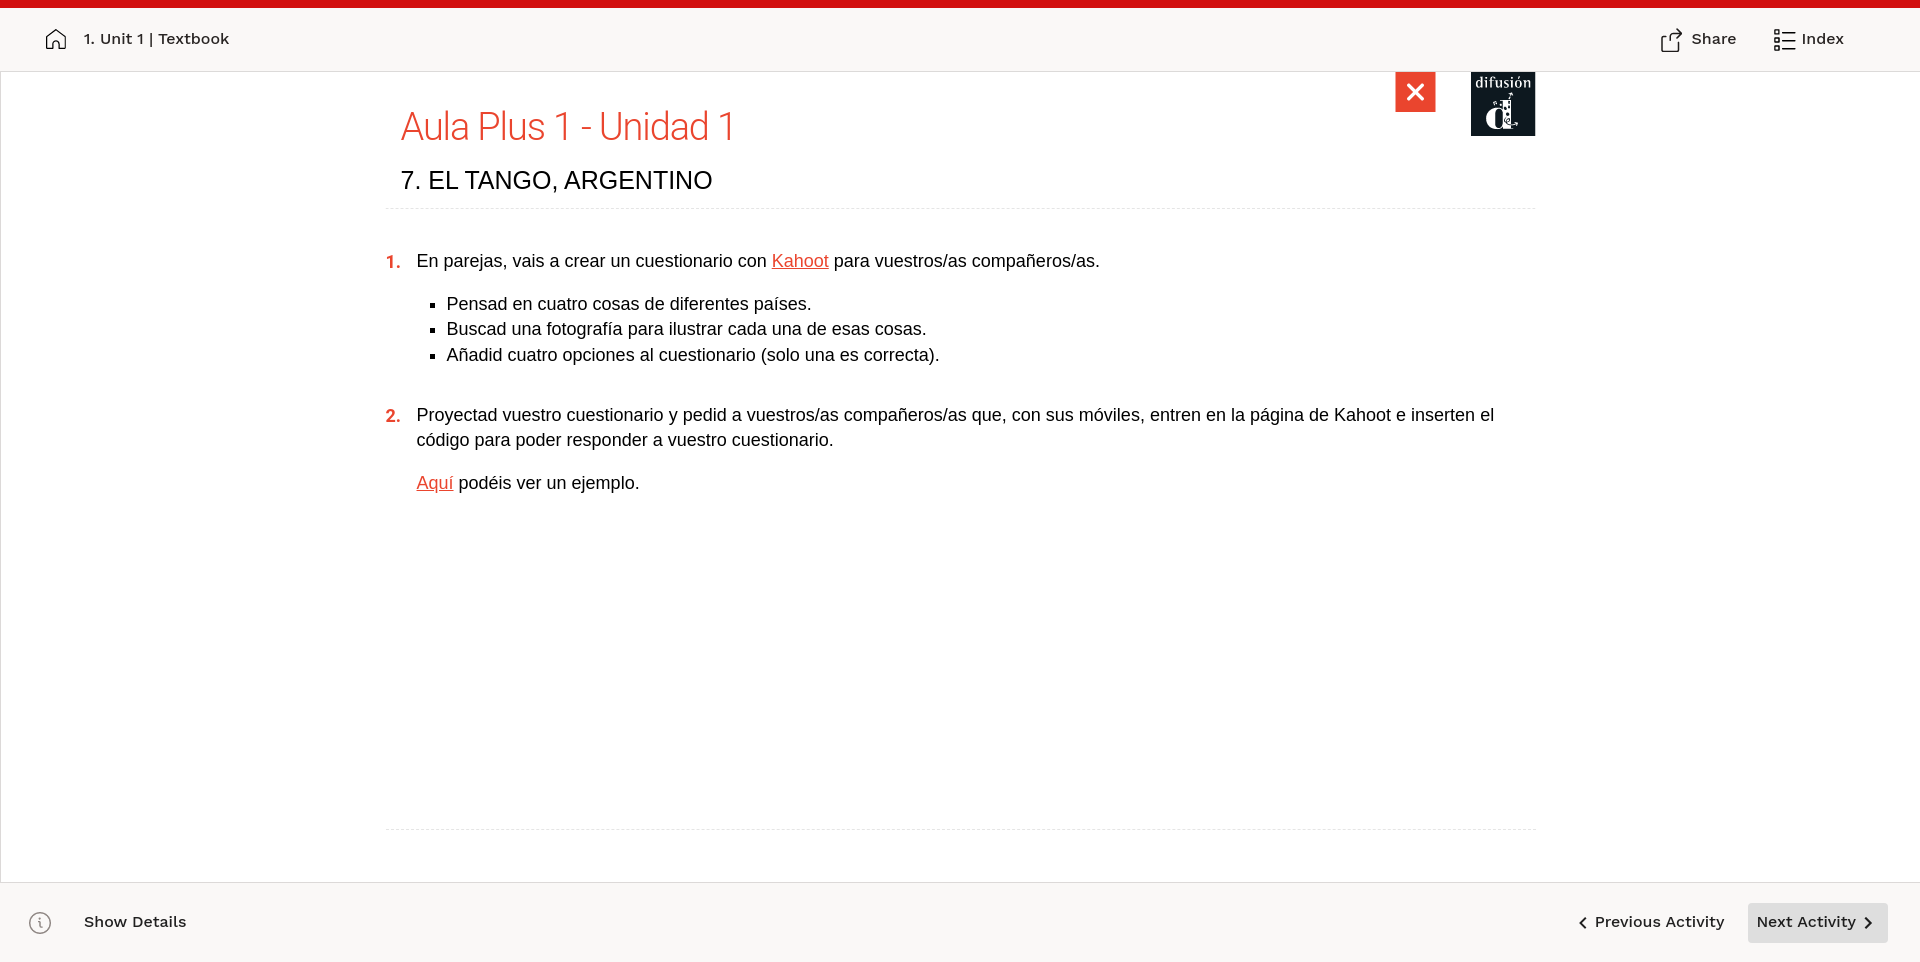 1. Unit 1 | Textbook
Share
Index
difusión
d
Aula Plus 1 - Unidad 1
7. EL TANGO, ARGENTINO
1. En parejas, vais a crear un cuestionario con Kahoot para vuestros/as compañeros/as.
Pensad en cuatro cosas de diferentes países.
Buscad una fotografía para ilustrar cada una de esas cosas.
Añadid cuatro opciones al cuestionario (solo una es correcta).
2. Proyectad vuestro cuestionario y pedid a vuestros/as compañeros/as que, con sus móviles, entren en la página de Kahoot e inserten el
código para poder responder a vuestro cuestionario.
Aquí podéis ver un ejemplo.
Show Details
Previous Activity
Next Activity